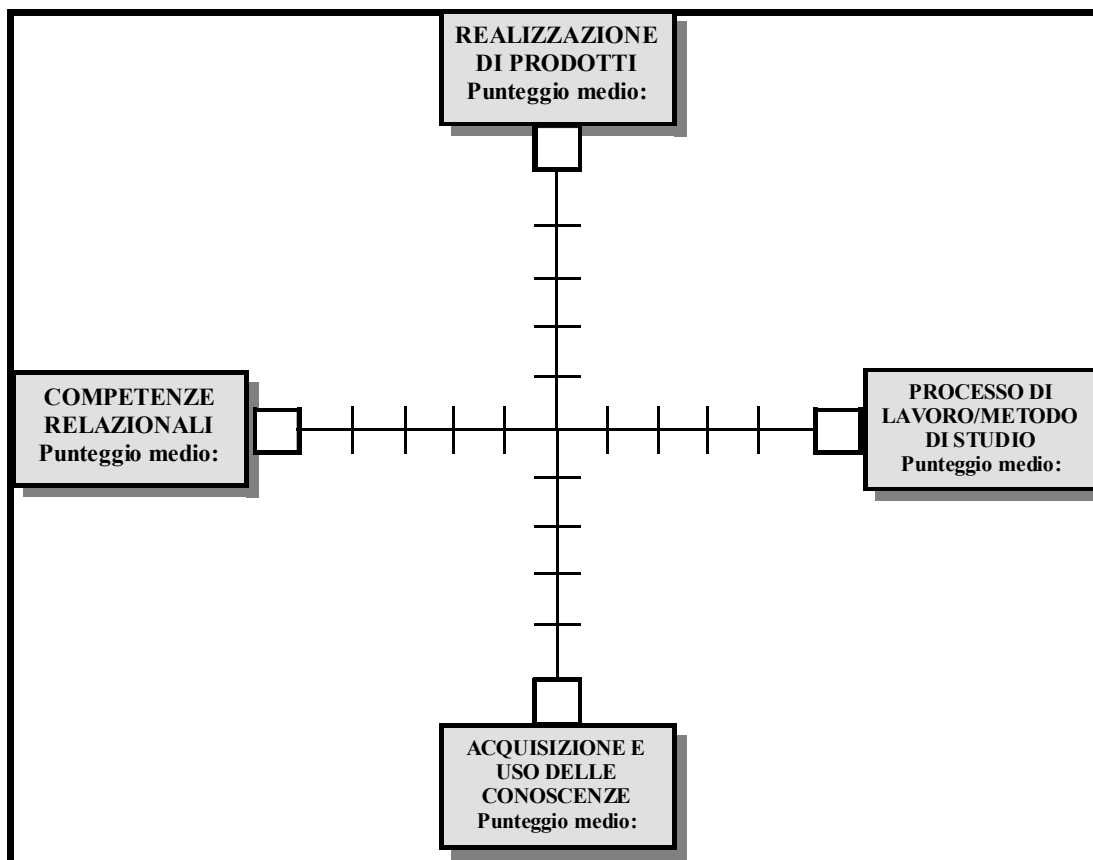 REALIZZAZIONE
DI PRODOTTI
Punteggio medio:
COMPETENZE
RELAZIONALI
Punteggio medio:
PROCESSO DI
LAVORO/METODO
DI STUDIO
Punteggio medio:
ACQUISIZIONE E
USO DELLE
CONOSCENZE
Punteggio medio: